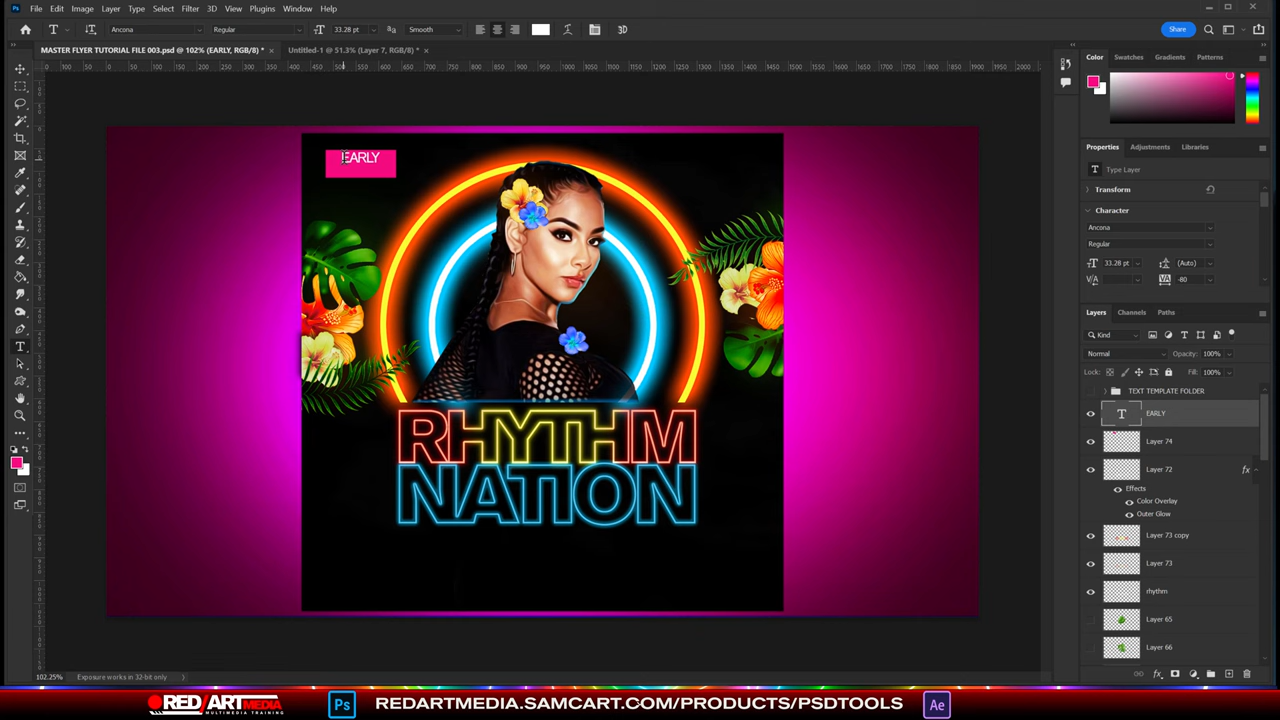 File Edit Image Layer Type Select Filter 3D View Plugins Window Help
Ancona Regular 33.28 pt Smooth 3D Share
MASTER FLYER TUTORIAL FILE 003.psd @ 102% (EARLY, RGB/8) * × Untitled-1 @ 51.3% (Layer 7, RGB/8) * ×
Color Swatches Gradients Patterns
EARLY
RHYTHM
NATION
Properties Adjustments Libraries
Type Layer
Transform
Character
Ancona
Regular
33.28 pt (Auto)
-80
Layers Channels Paths
Kind
Normal Opacity: 100%
Lock: Fill: 100%
TEXT TEMPLATE FOLDER
EARLY
Layer 74
Layer 72 fx
Effects
Color Overlay
Outer Glow
Layer 73 copy
Layer 73
rhythm
Layer 65
Layer 66
102.25% Exposure works in 32-bit only
RED/ART MEDIA
MULTIMEDIA TRAINING
Ps REDARTMEDIA.SAMCART.COM/PRODUCTS/PSDTOOLS Ae